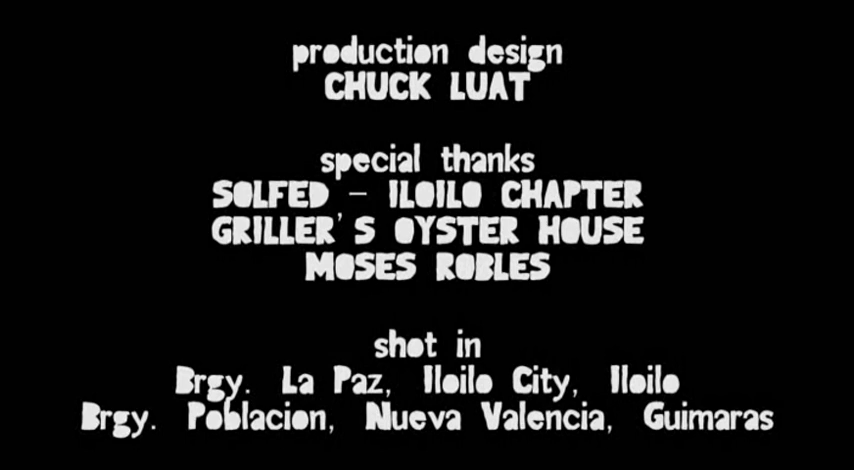 production design
CHUCK LUAT
special thanks
SOLFED - ILOILO CHAPTER
GRILLER'S OYSTER HOUSE
MOSES ROBLES
shot in
Brgy. La Paz, Iloilo City, Iloilo
Brgy. Poblacion, Nueva Valencia, Guimaras